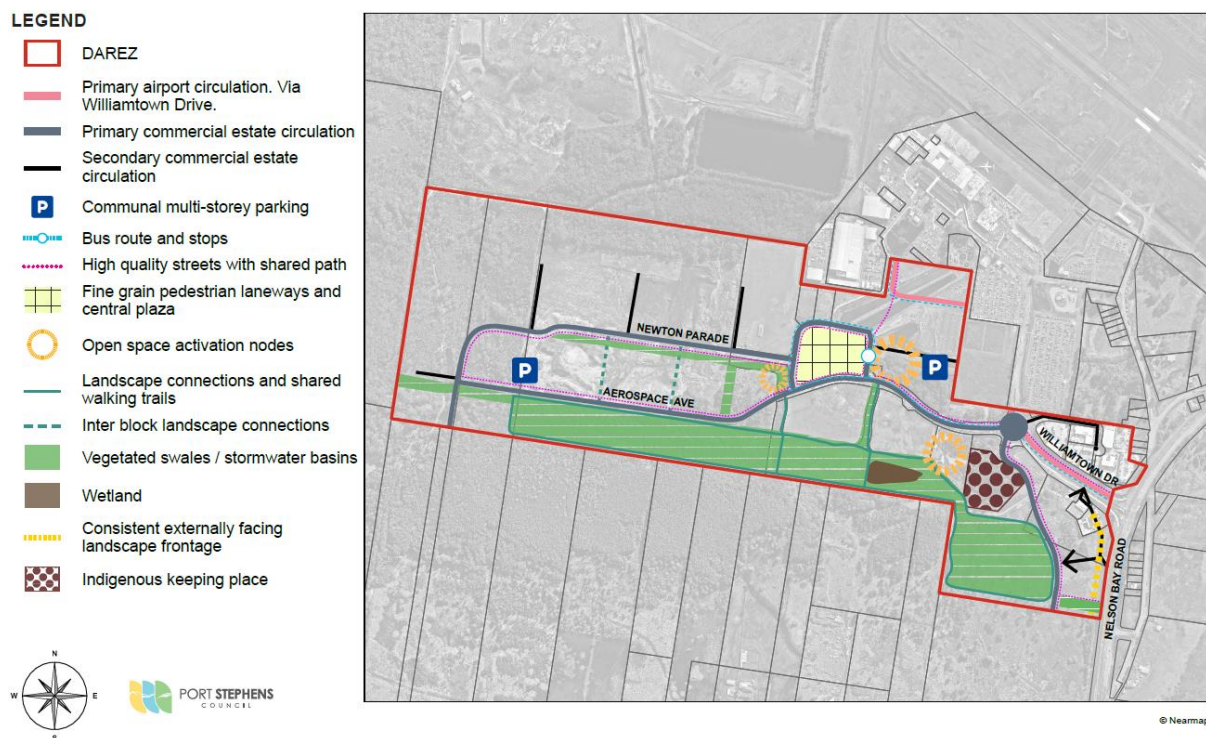 LEGEND
DAREZ
Primary airport circulation. Via
Williamtown Drive.
Primary commercial estate circulation
Secondary commercial estate
circulation
P
Communal multi-storey parking
Bus route and stops
High quality streets with shared path
Fine grain pedestrian laneways and
central plaza
Open space activation nodes
Landscape connections and shared
walking trails
Inter block landscape connections
Vegetated swales / stormwater basins
Wetland
Consistent externally facing
landscape frontage
Indigenous keeping place
N
W
E
S
PORT STEPHENS
COUNCIL
NEWTON PARADE
P
P
AEROSPACE AVE
WILLIAMTOWN DR
NELSON BAY ROAD
© Nearmap